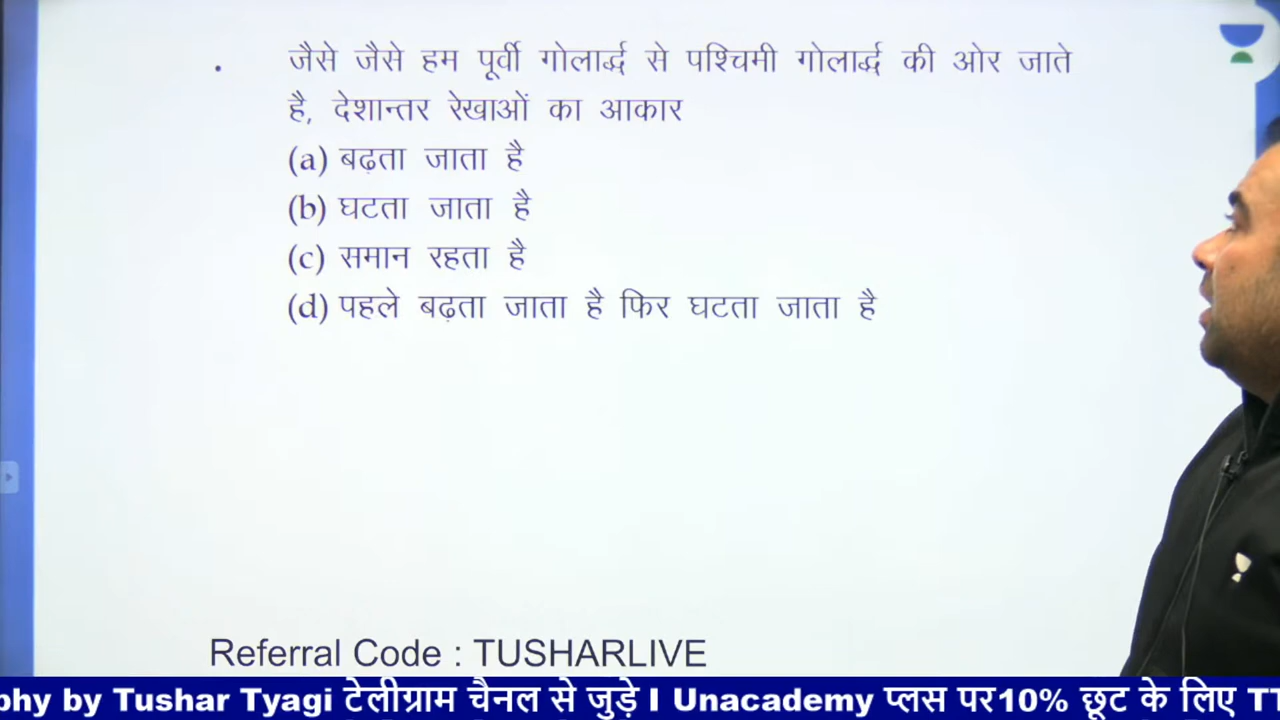 . जैसे जैसे हम पूर्वी गोलार्द्ध से पश्चिमी गोलार्द्ध की ओर जाते
है, देशान्तर रेखाओं का आकार
(a) बढ़ता जाता है
(b) घटता जाता है
(c) समान रहता है
(d) पहले बढ़ता जाता है फिर घटता जाता है
Referral Code : TUSHARLIVE
phy by Tushar Tyagi टेलीग्राम चैनल से जुड़े I Unacademy प्लस पर10% छूट के लिए TT